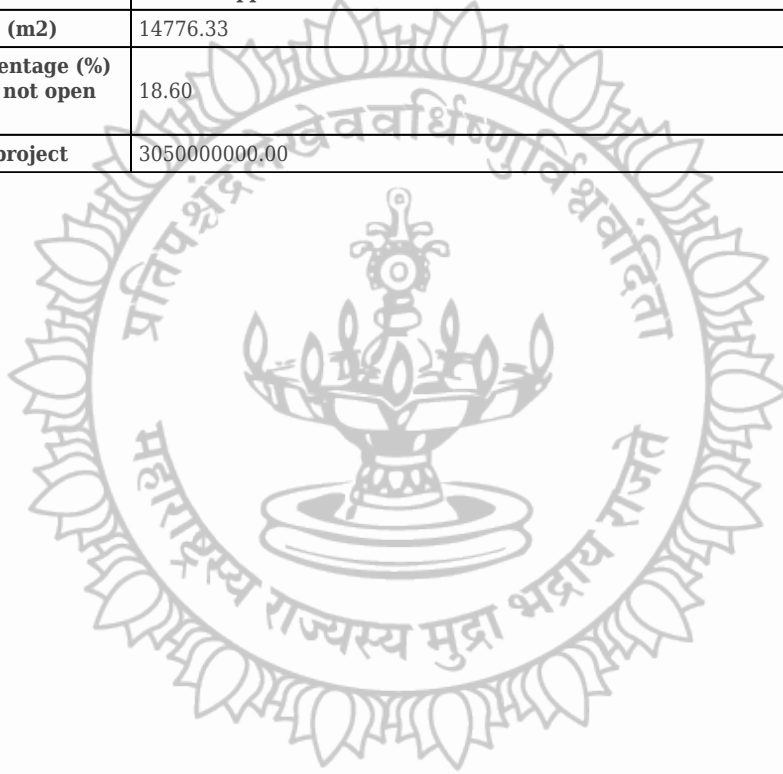 (m2) 14776.33
entage (%)
not open 18.60
project 3050000000.00
प्रतिपच्चंद्रलेखेव वर्धिष्णुर्विश्ववंदिता
महाराष्ट्रस्य राज्यस्य मुद्रा भद्राय राजते